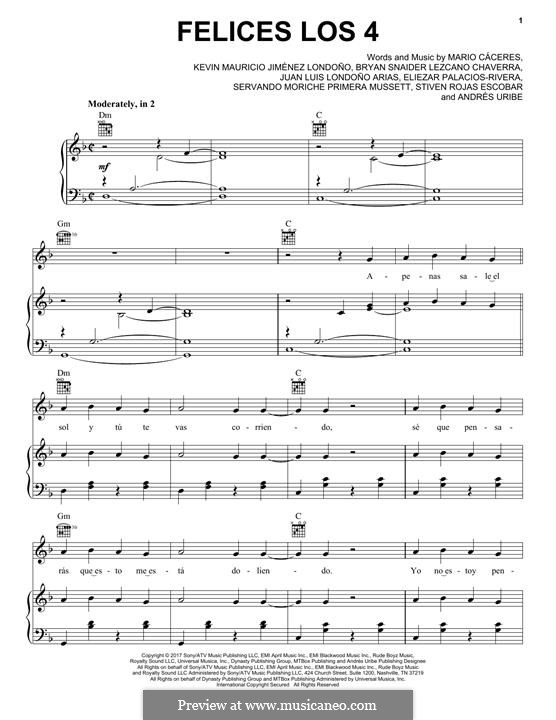 1
FELICES LOS 4
Words and Music by MARIO CÁCERES,
KEVIN MAURICIO JIMÉNEZ LONDOÑO, BRYAN SNAIDER LEZCANO CHAVERRA,
JUAN LUIS LONDOÑO ARIAS, ELIEZAR PALACIOS-RIVERA,
SERVANDO MORICHE PRIMERA MUSSETT, STIVEN ROJAS ESCOBAR
and ANDRÉS URIBE
Moderately, in 2
Dm C
mf
Gm C
A - pe - nas sa - le el
Dm C
sol y tú te vas co - rrien - do, sé que pen - sa -
Gm C
rás que es - to me es - tá do - lien - do. Yo no es - toy pen -
Copyright © 2017 Sony/ATV Music Publishing LLC, EMI April Music Inc., EMI Blackwood Music Inc., Rude Boyz Music,
Royalty Sound LLC, Universal Musica, Inc., Dynasty Publishing Group, MTBox Publishing and Andrés Uribe Publishing Designee
All Rights on behalf of Sony/ATV Music Publishing LLC, EMI April Music Inc., EMI Blackwood Music Inc., Rude Boyz Music
and Royalty Sound LLC Administered by Sony/ATV Music Publishing LLC, 424 Church Street, Suite 1200, Nashville, TN 37219
All Rights on behalf of Dynasty Publishing Group and MTBox Publishing Administered by Universal Musica, Inc.
International Copyright Secured All Rights Reserved
Preview at www.musicaneo.com